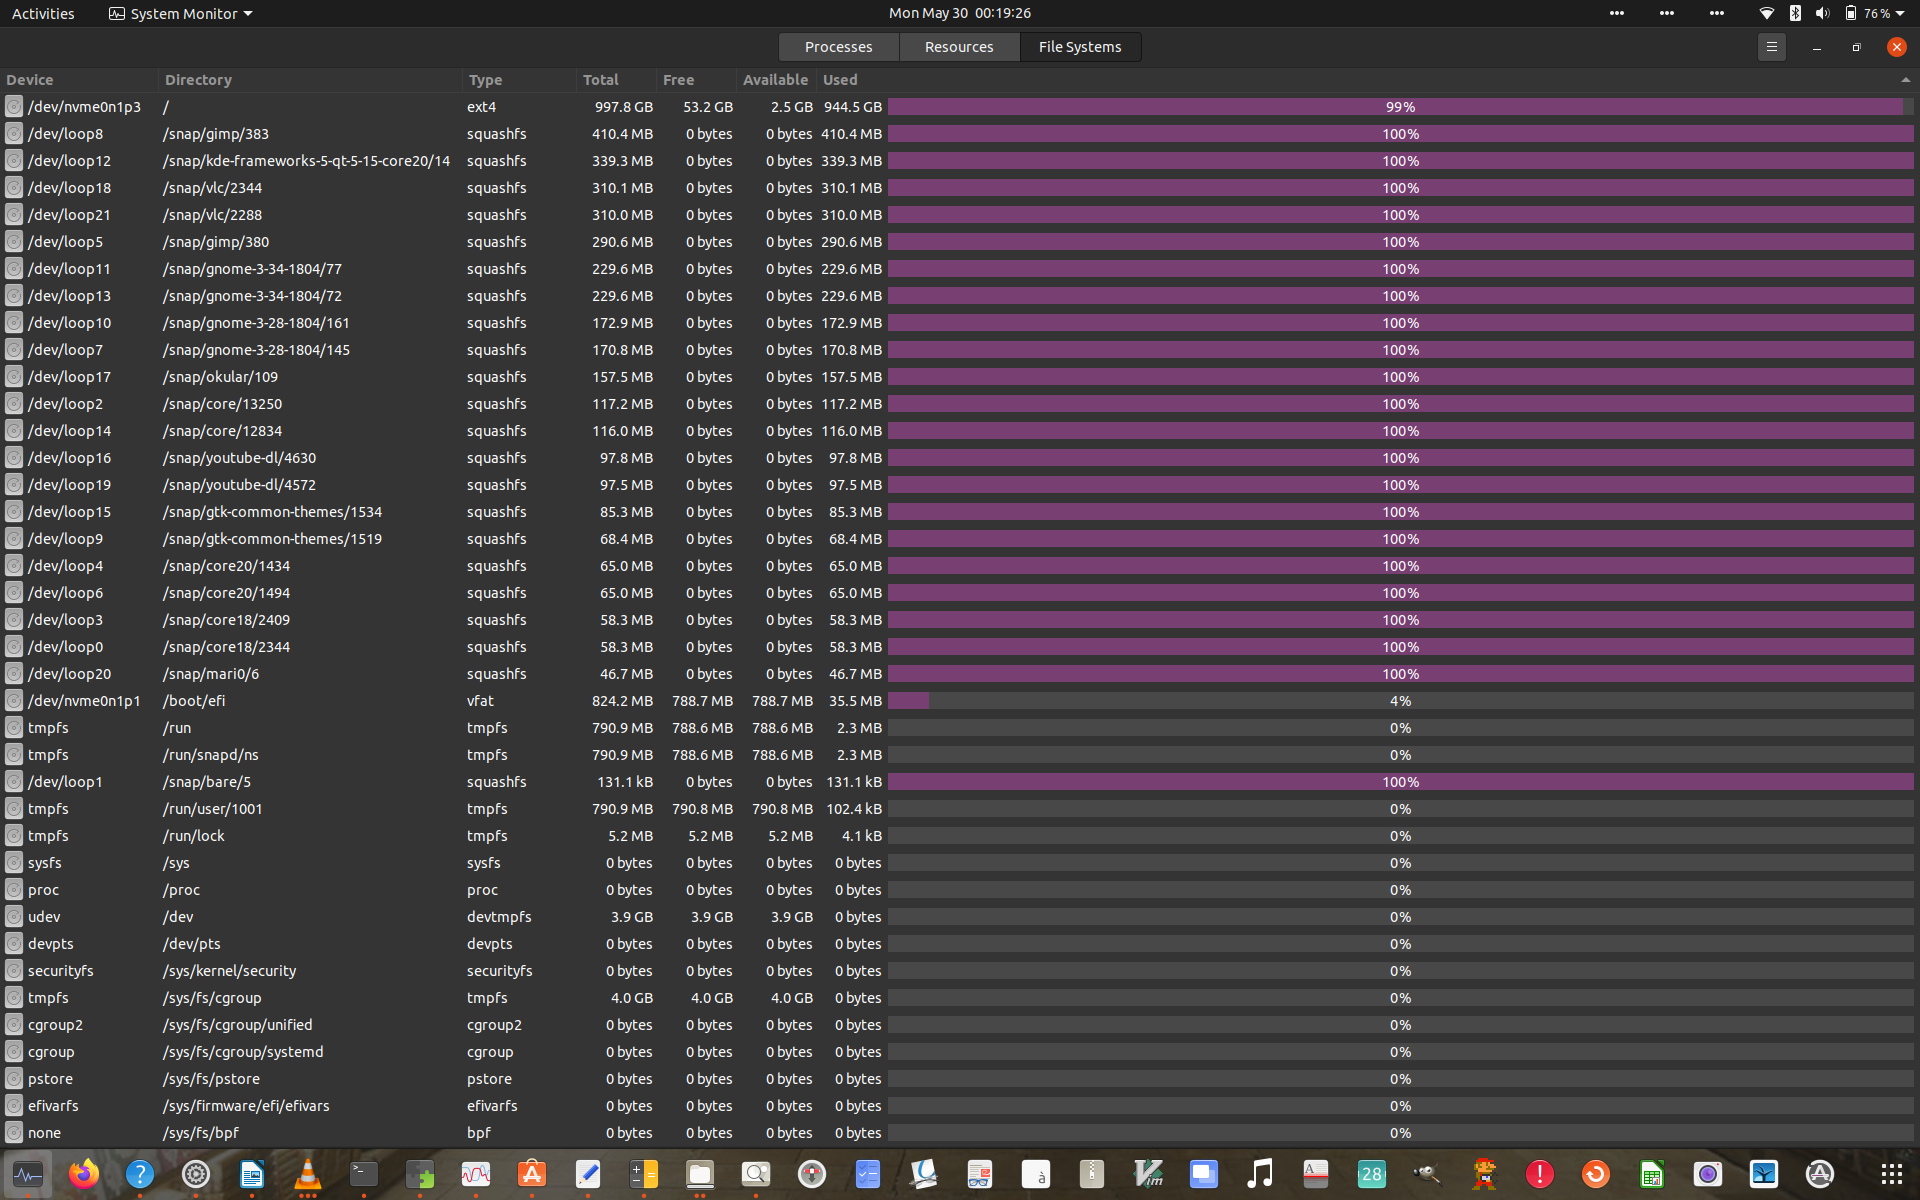 Activities System Monitor Mon May 30 00:19:26 76%
Processes Resources File Systems
Device Directory Type Total Free Available Used
/dev/nvme0n1p3 / ext4 997.8 GB 53.2 GB 2.5 GB 944.5 GB 99%
/dev/loop8 /snap/gimp/383 squashfs 410.4 MB 0 bytes 0 bytes 410.4 MB 100%
/dev/loop12 /snap/kde-frameworks-5-qt-5-15-core20/14 squashfs 339.3 MB 0 bytes 0 bytes 339.3 MB 100%
/dev/loop18 /snap/vlc/2344 squashfs 310.1 MB 0 bytes 0 bytes 310.1 MB 100%
/dev/loop21 /snap/vlc/2288 squashfs 310.0 MB 0 bytes 0 bytes 310.0 MB 100%
/dev/loop5 /snap/gimp/380 squashfs 290.6 MB 0 bytes 0 bytes 290.6 MB 100%
/dev/loop11 /snap/gnome-3-34-1804/77 squashfs 229.6 MB 0 bytes 0 bytes 229.6 MB 100%
/dev/loop13 /snap/gnome-3-34-1804/72 squashfs 229.6 MB 0 bytes 0 bytes 229.6 MB 100%
/dev/loop10 /snap/gnome-3-28-1804/161 squashfs 172.9 MB 0 bytes 0 bytes 172.9 MB 100%
/dev/loop7 /snap/gnome-3-28-1804/145 squashfs 170.8 MB 0 bytes 0 bytes 170.8 MB 100%
/dev/loop17 /snap/okular/109 squashfs 157.5 MB 0 bytes 0 bytes 157.5 MB 100%
/dev/loop2 /snap/core/13250 squashfs 117.2 MB 0 bytes 0 bytes 117.2 MB 100%
/dev/loop14 /snap/core/12834 squashfs 116.0 MB 0 bytes 0 bytes 116.0 MB 100%
/dev/loop16 /snap/youtube-dl/4630 squashfs 97.8 MB 0 bytes 0 bytes 97.8 MB 100%
/dev/loop19 /snap/youtube-dl/4572 squashfs 97.5 MB 0 bytes 0 bytes 97.5 MB 100%
/dev/loop15 /snap/gtk-common-themes/1534 squashfs 85.3 MB 0 bytes 0 bytes 85.3 MB 100%
/dev/loop9 /snap/gtk-common-themes/1519 squashfs 68.4 MB 0 bytes 0 bytes 68.4 MB 100%
/dev/loop4 /snap/core20/1434 squashfs 65.0 MB 0 bytes 0 bytes 65.0 MB 100%
/dev/loop6 /snap/core20/1494 squashfs 65.0 MB 0 bytes 0 bytes 65.0 MB 100%
/dev/loop3 /snap/core18/2409 squashfs 58.3 MB 0 bytes 0 bytes 58.3 MB 100%
/dev/loop0 /snap/core18/2344 squashfs 58.3 MB 0 bytes 0 bytes 58.3 MB 100%
/dev/loop20 /snap/mari0/6 squashfs 46.7 MB 0 bytes 0 bytes 46.7 MB 100%
/dev/nvme0n1p1 /boot/efi vfat 824.2 MB 788.7 MB 788.7 MB 35.5 MB 4%
tmpfs /run tmpfs 790.9 MB 788.6 MB 788.6 MB 2.3 MB 0%
tmpfs /run/snapd/ns tmpfs 790.9 MB 788.6 MB 788.6 MB 2.3 MB 0%
/dev/loop1 /snap/bare/5 squashfs 131.1 kB 0 bytes 0 bytes 131.1 kB 100%
tmpfs /run/user/1001 tmpfs 790.9 MB 790.8 MB 790.8 MB 102.4 kB 0%
tmpfs /run/lock tmpfs 5.2 MB 5.2 MB 5.2 MB 4.1 kB 0%
sysfs /sys sysfs 0 bytes 0 bytes 0 bytes 0 bytes 0%
proc /proc proc 0 bytes 0 bytes 0 bytes 0 bytes 0%
udev /dev devtmpfs 3.9 GB 3.9 GB 3.9 GB 0 bytes 0%
devpts /dev/pts devpts 0 bytes 0 bytes 0 bytes 0 bytes 0%
securityfs /sys/kernel/security securityfs 0 bytes 0 bytes 0 bytes 0 bytes 0%
tmpfs /sys/fs/cgroup tmpfs 4.0 GB 4.0 GB 4.0 GB 0 bytes 0%
cgroup2 /sys/fs/cgroup/unified cgroup2 0 bytes 0 bytes 0 bytes 0 bytes 0%
cgroup /sys/fs/cgroup/systemd cgroup 0 bytes 0 bytes 0 bytes 0 bytes 0%
pstore /sys/fs/pstore pstore 0 bytes 0 bytes 0 bytes 0 bytes 0%
efivarfs /sys/firmware/efi/efivars efivarfs 0 bytes 0 bytes 0 bytes 0 bytes 0%
none /sys/fs/bpf bpf 0 bytes 0 bytes 0 bytes 0 bytes 0%
? >_ à Vim A 28 !